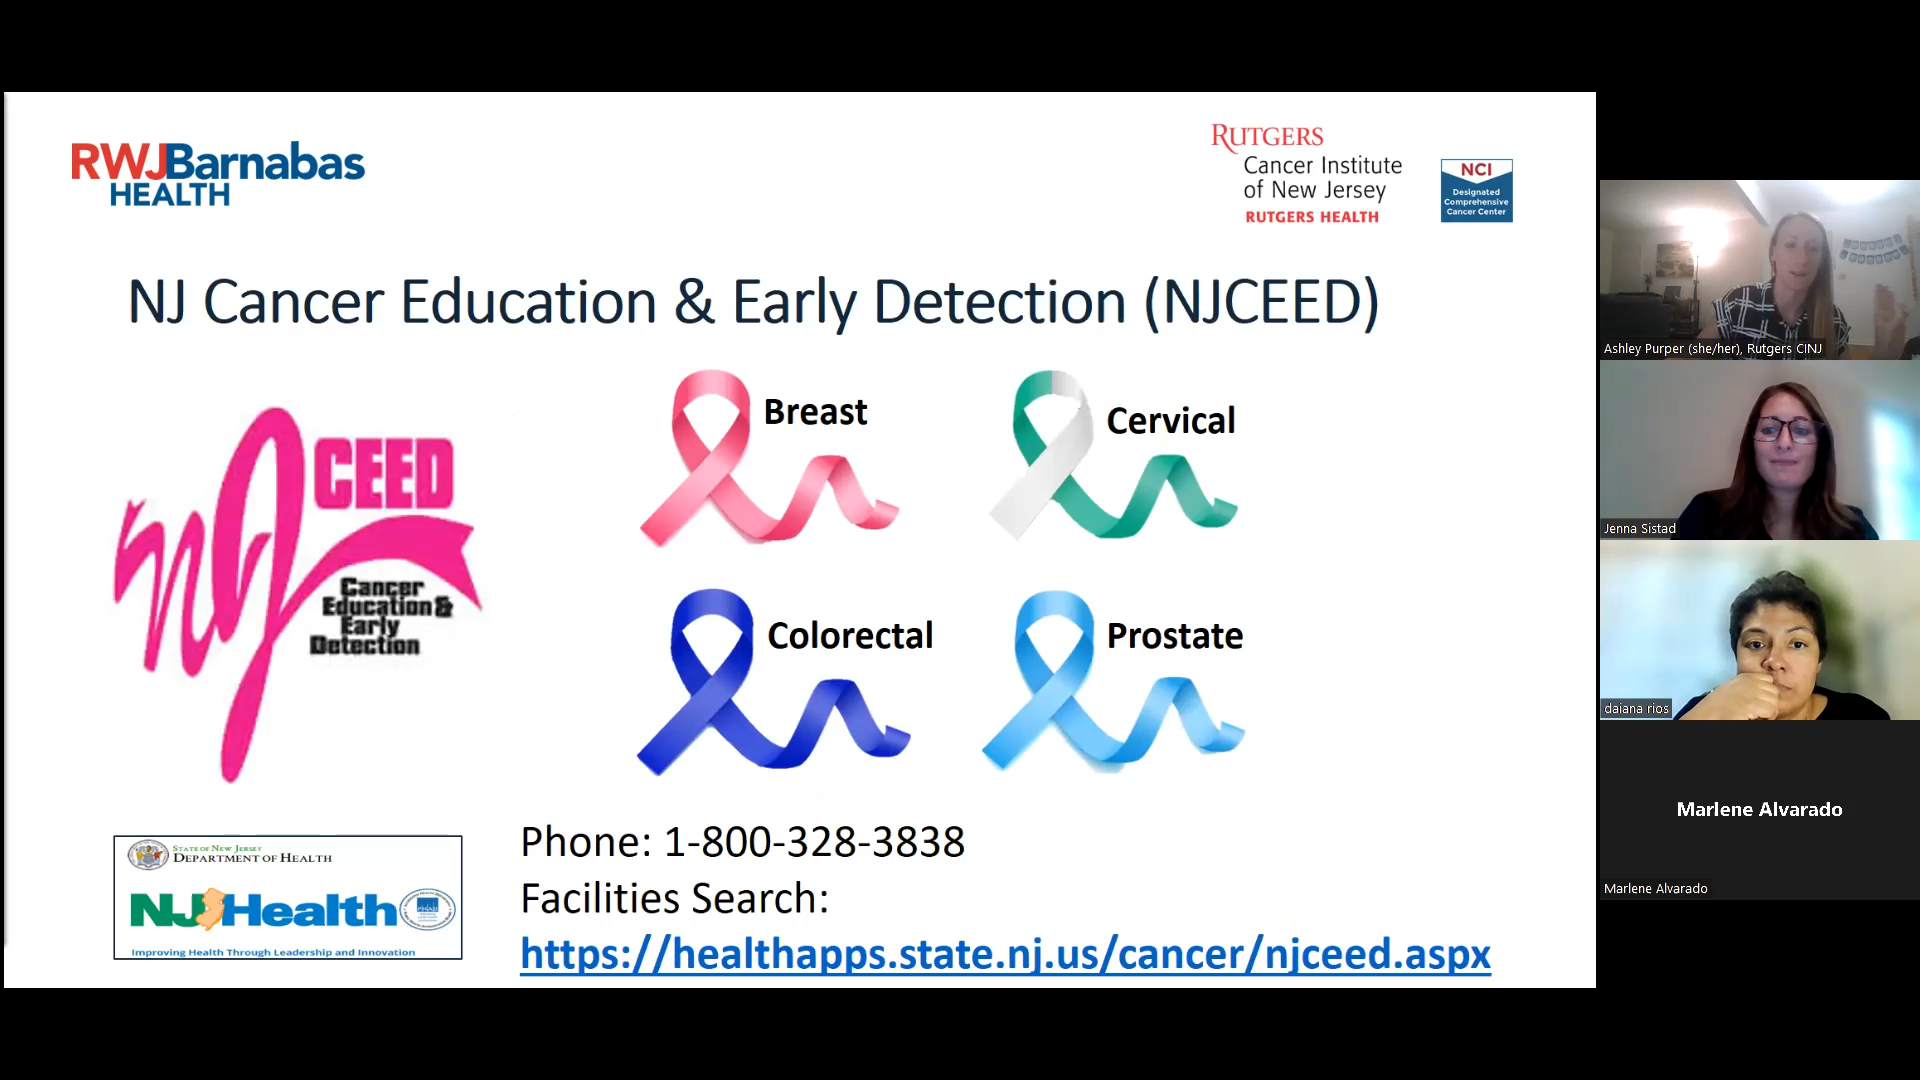 RWJBarnabas
HEALTH
RUTGERS
Cancer Institute
of New Jersey
RUTGERS HEALTH
NCI
Designated
Comprehensive
Cancer Center
NJ Cancer Education & Early Detection (NJCEED)
NJ CEED
Cancer
Education &
Early
Detection
Breast
Cervical
Colorectal
Prostate
STATE OF NEW JERSEY
DEPARTMENT OF HEALTH
NJ Health
Improving Health Through Leadership and Innovation
Phone: 1-800-328-3838
Facilities Search:
https://healthapps.state.nj.us/cancer/njceed.aspx
Ashley Purper (she/her), Rutgers CINJ
Jenna Sistad
daiana rios
Marlene Alvarado
Marlene Alvarado